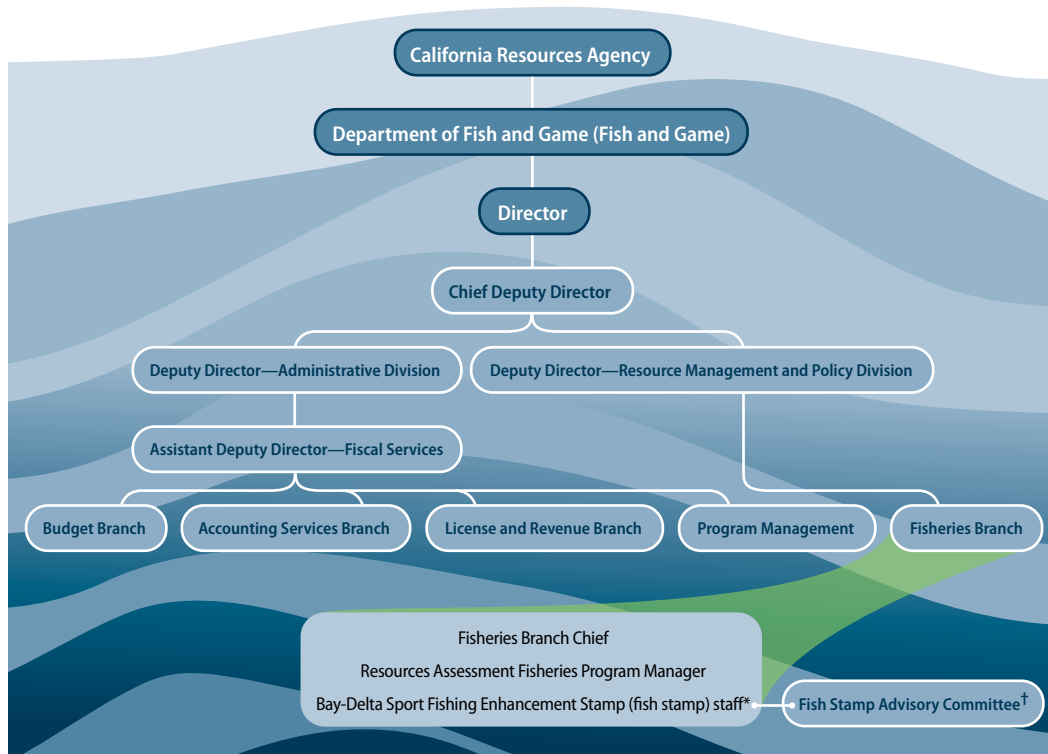 California Resources Agency
Department of Fish and Game (Fish and Game)
Director
Chief Deputy Director
Deputy Director—Administrative Division
Deputy Director—Resource Management and Policy Division
Assistant Deputy Director—Fiscal Services
Budget Branch
Accounting Services Branch
License and Revenue Branch
Program Management
Fisheries Branch
Fisheries Branch Chief
Resources Assessment Fisheries Program Manager
Bay-Delta Sport Fishing Enhancement Stamp (fish stamp) staff*
Fish Stamp Advisory Committee†